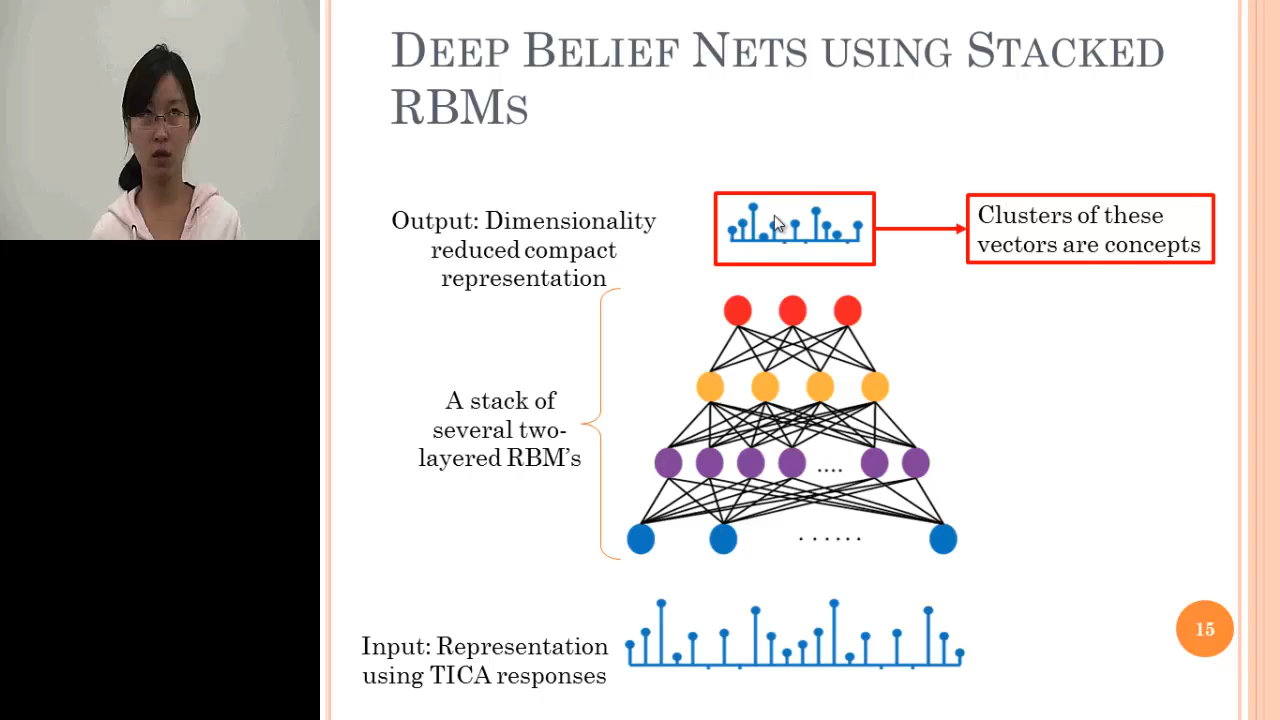 DEEP BELIEF NETS USING STACKED
RBMS
Output: Dimensionality
reduced compact
representation
Clusters of these
vectors are concepts
A stack of
several two-
layered RBM's
....
. . . . . .
15
Input: Representation
using TICA responses